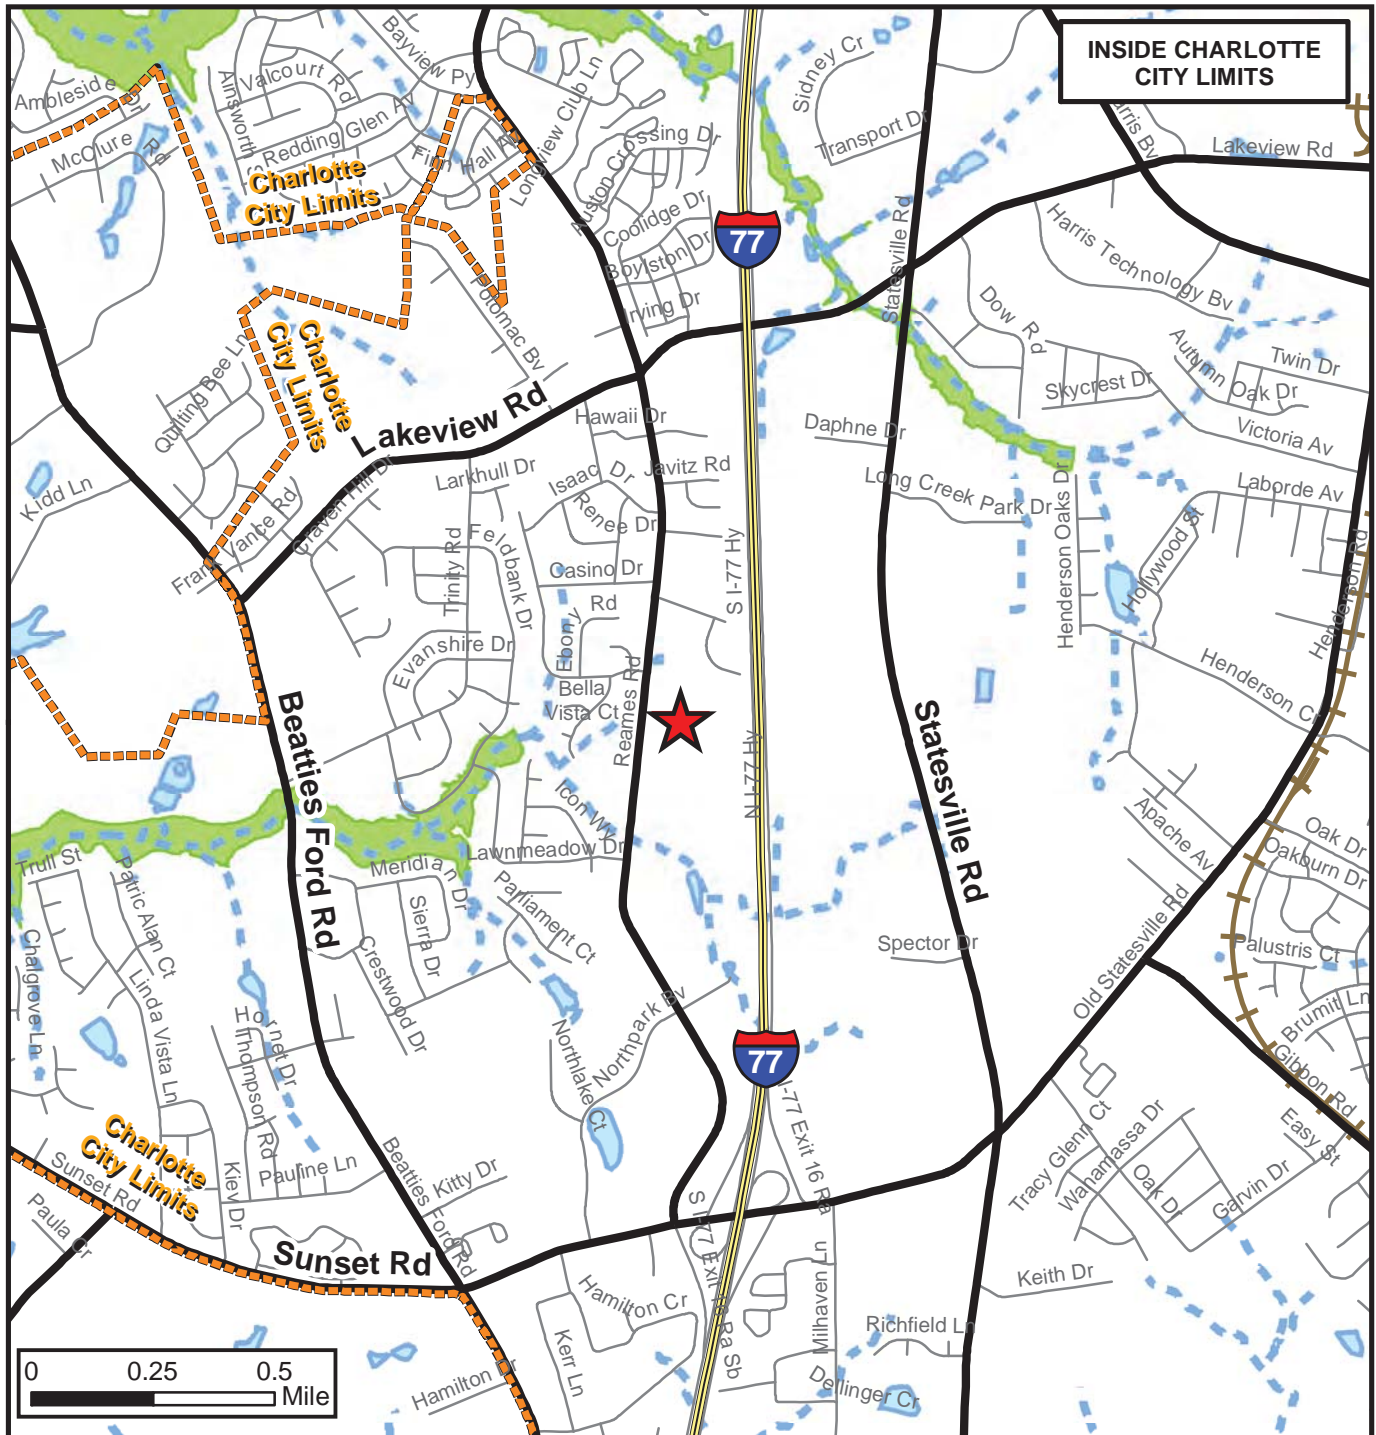 INSIDE CHARLOTTE
CITY LIMITS
Bayview Py
Sidney Cr
Ambleside Ln
Ainsworth
Valcourt Rd
Longview Club Ln
Transport Dr
McClure Rd
Redding Glen Av
Hall
Auston Crossing Dr
Lakeview Rd
Charlotte
City Limits
Coolidge Dr
77
Statesville Rd
Harris Technology Bv
Boylston Dr
Irving Dr
Potomac Bv
Dow Rd
Charlotte
City Limits
Quilting Bee Ln
Autumn Oak Dr
Twin Dr
Skycrest Dr
Lakeview Rd
Hawaii Dr
Daphne Dr
Victoria Av
Kidd Ln
Craven Hill Dr
Larkhull Dr
Isaac Dr
Javitz Rd
Long Creek Park Dr
Laborde Av
Renee Dr
Frank Vance Rd
Trinity Rd
Feldbank Dr
S I-77 Hy
Henderson Oaks Dr
Hollywood St
Henderson Rd
Casino Dr
Ebony Rd
Evanshire Dr
Henderson Cr
Bella
Vista Ct
Reames Rd
Beatties Ford Rd
N I-77 Hy
Statesville Rd
Icon Wy
Apache Av
Oak Dr
Oakburn Dr
Trull St
Patric Alan Ct
Meridian Dr
Lawnmeadow Dr
Parliament Ct
Sierra Dr
Chalgrove Ln
Crestwood Dr
Spector Dr
Old Statesville Rd
Palustris Ct
Linda Vista Ln
Brumit Ln
Hornet Dr
Thompson Rd
Northlake Ct
Northpark Bv
77
Gibbon Rd
I-77 Exit 16 Ra
Tracy Glenn Ct
Wanamassa Dr
Easy St
Charlotte
City Limits
Sunset Rd
Kiev Dr
Pauline Ln
Beatties Ford Rd
Kitty Dr
Oak Dr
Garvin Dr
Paula Cr
Sunset Rd
S I-77 Exit 16 Ra Sb
Milhaven Ln
Keith Dr
Hamilton Cr
Richfield Ln
Kerr Ln
Hamilton Dr
Dellinger Cr
0 0.25 0.5
Mile